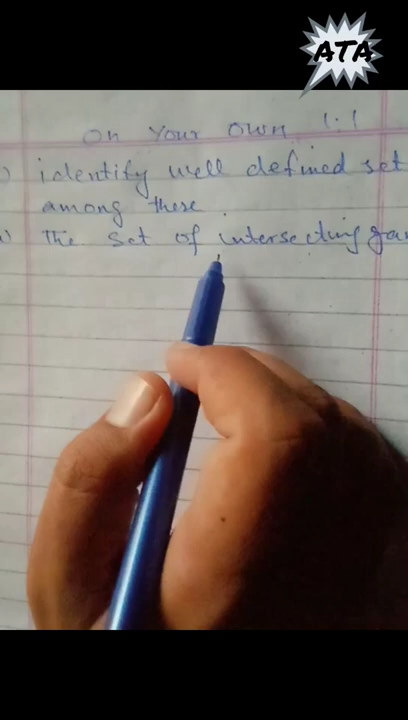 ATA
On Your Own 1.1
) identify well defined set
among these.
) The set of intersecting